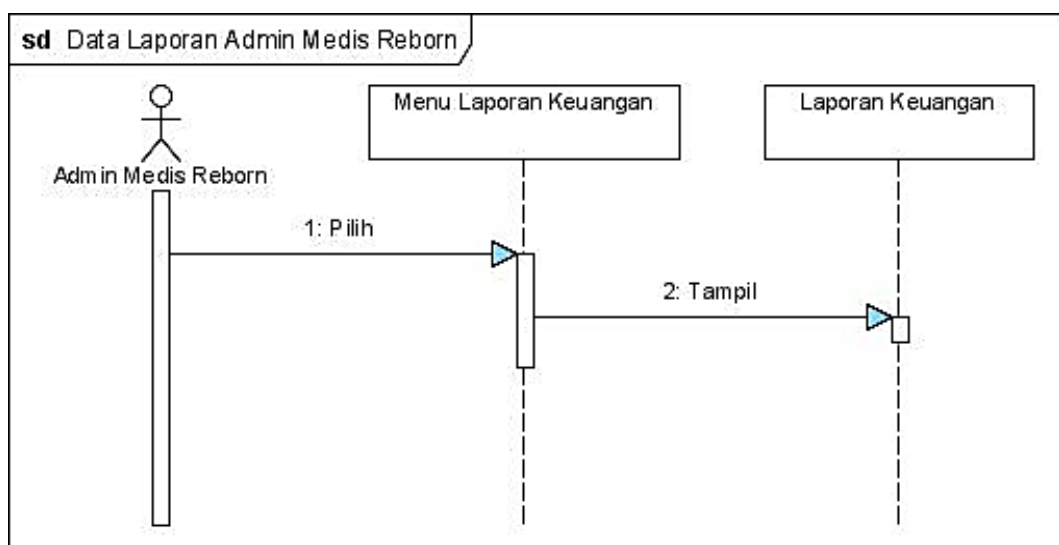 sd Data Laporan Admin Medis Reborn
Menu Laporan Keuangan
Laporan Keuangan
Admin Medis Reborn
1: Pilih
2: Tampil